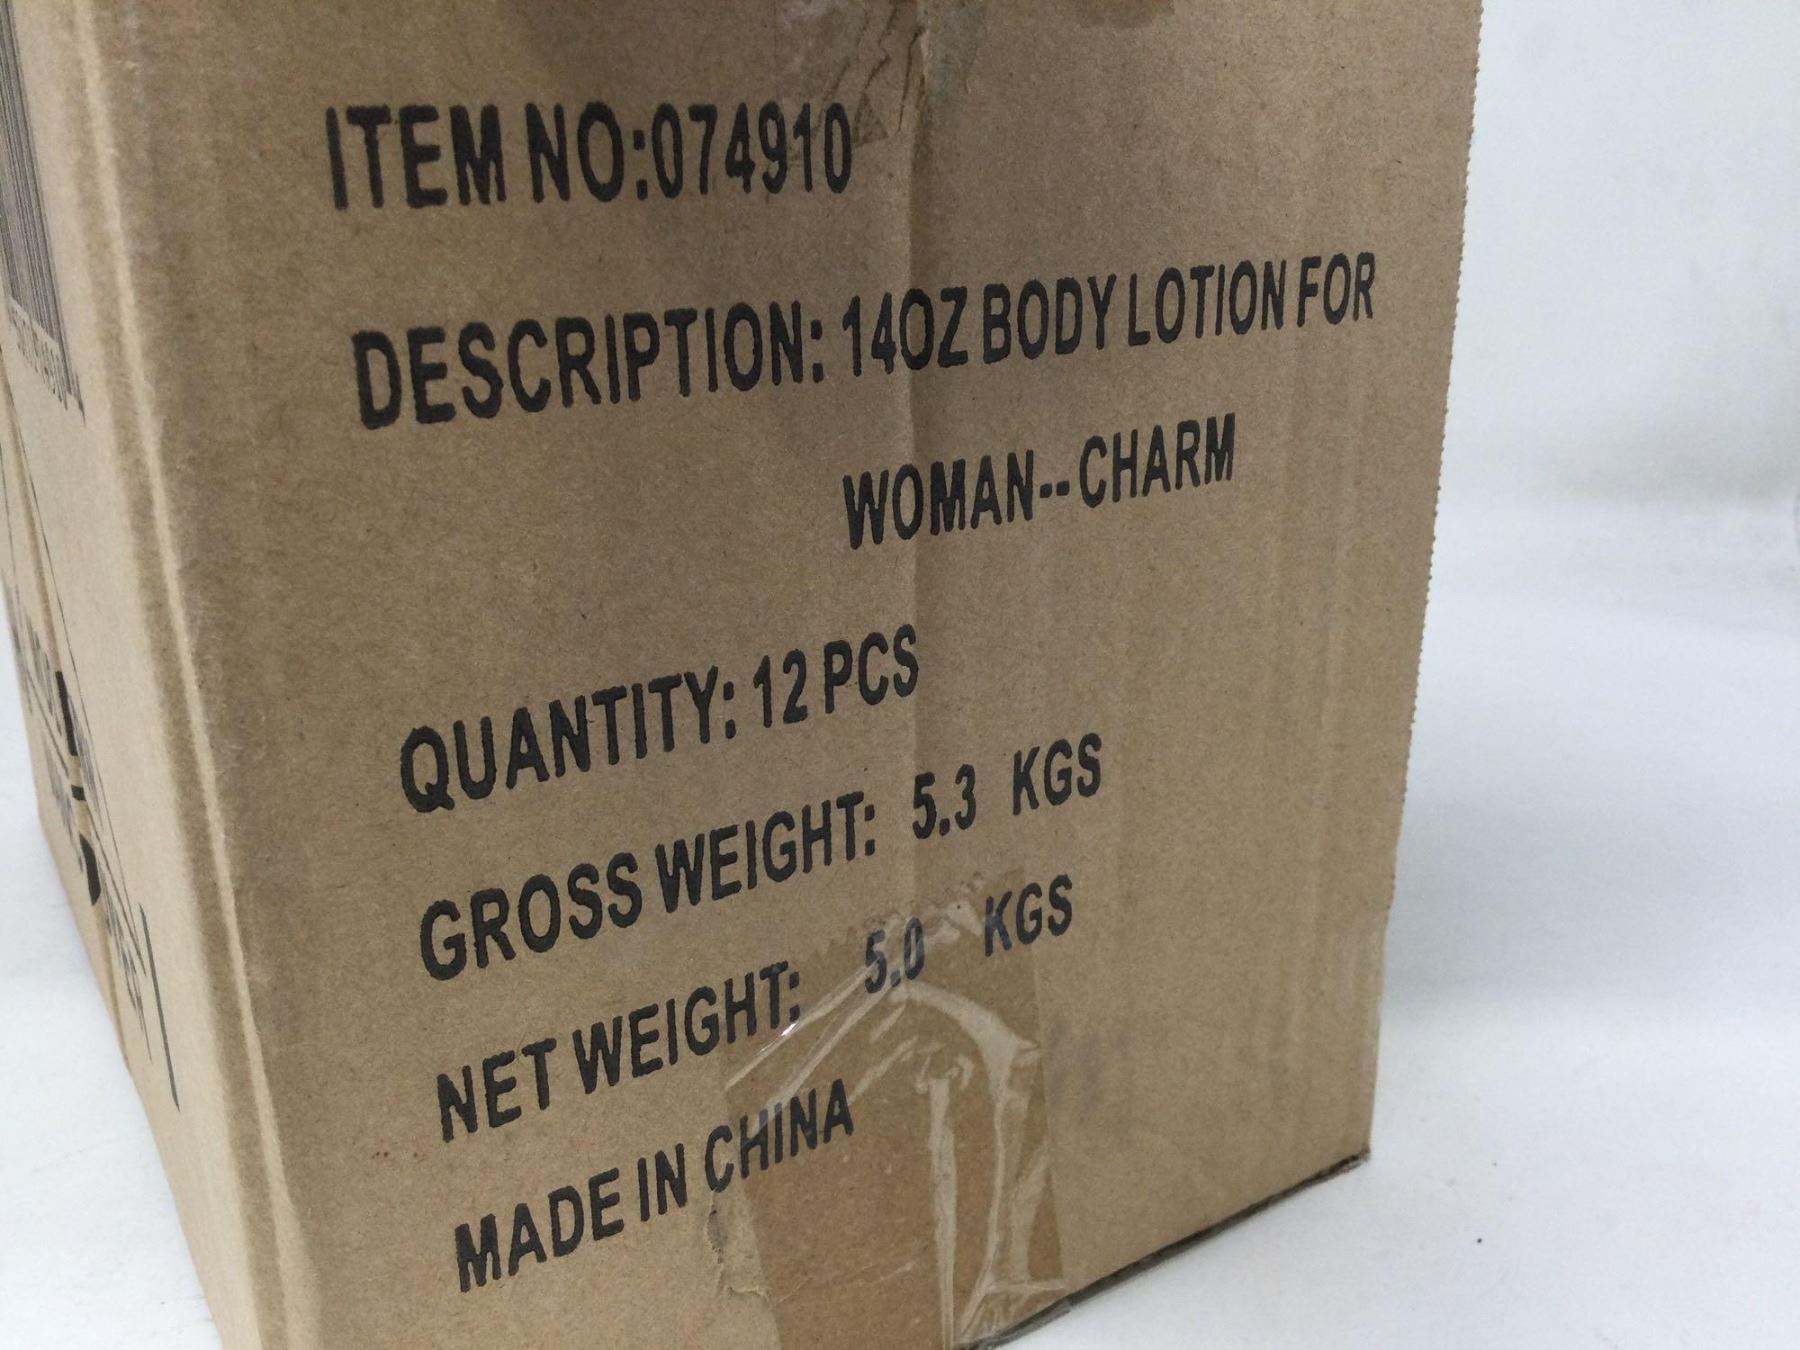 ITEM NO:074910
DESCRIPTION: 14OZ BODY LOTION FOR
WOMAN--CHARM
QUANTITY: 12 PCS
GROSS WEIGHT: 5.3 KGS
NET WEIGHT: 5.0 KGS
MADE IN CHINA